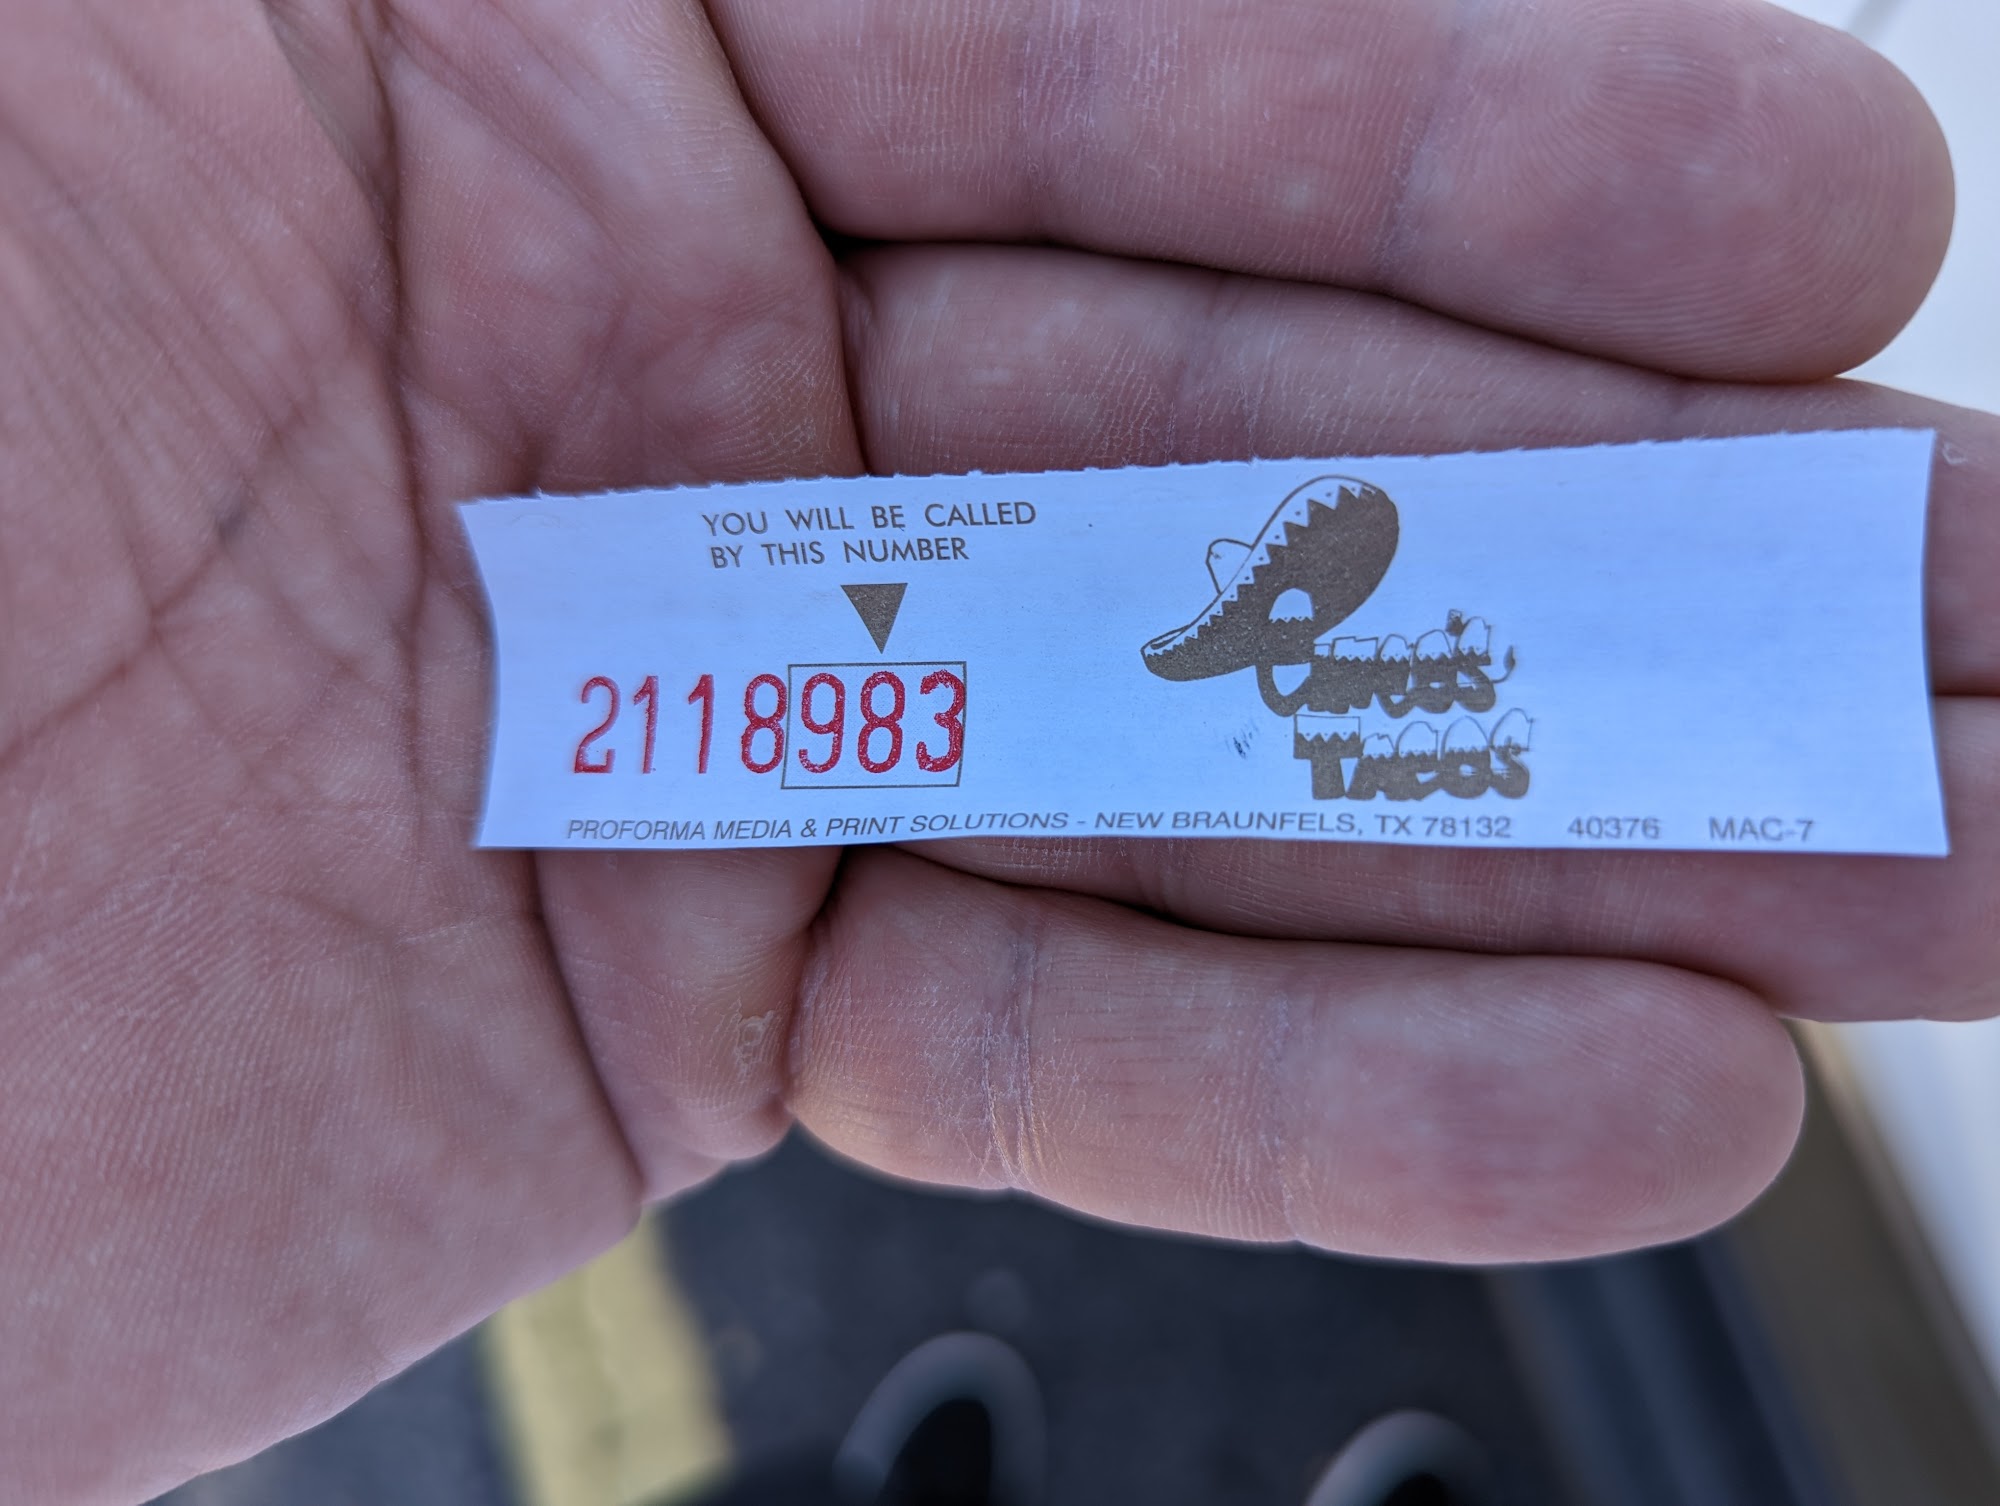 YOU WILL BE CALLED
BY THIS NUMBER
2118983
TACOS
PROFORMA MEDIA & PRINT SOLUTIONS - NEW BRAUNFELS, TX 78132 40376 MAC-7